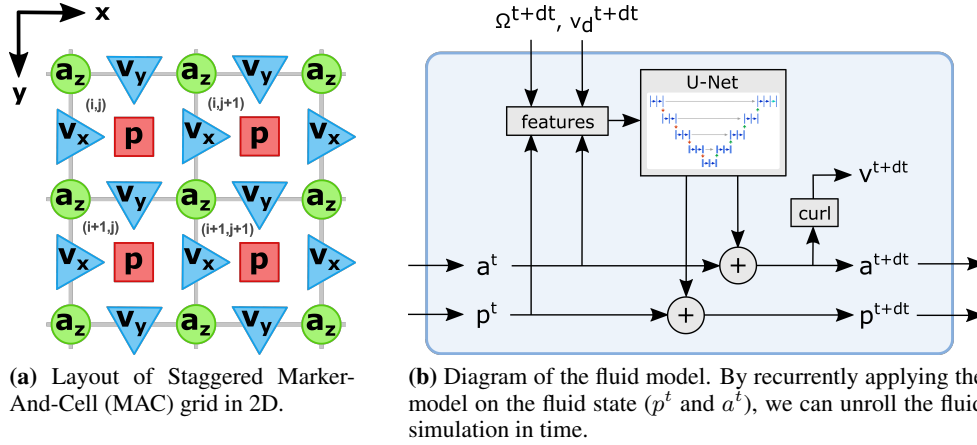 x
y
a_z v_y a_z v_y a_z
(i,j) (i,j+1)
v_x p v_x p v_x
a_z v_y a_z v_y a_z
(i+1,j) (i+1,j+1)
v_x p v_x p v_x
a_z v_y a_z v_y a_z
(a) Layout of Staggered Marker-
And-Cell (MAC) grid in 2D.
Ω^{t+dt}, v_d^{t+dt}
U-Net
features
v^{t+dt}
curl
a^t + a^{t+dt}
p^t + p^{t+dt}
(b) Diagram of the fluid model. By recurrently applying the
model on the fluid state (p^t and a^t), we can unroll the fluid
simulation in time.